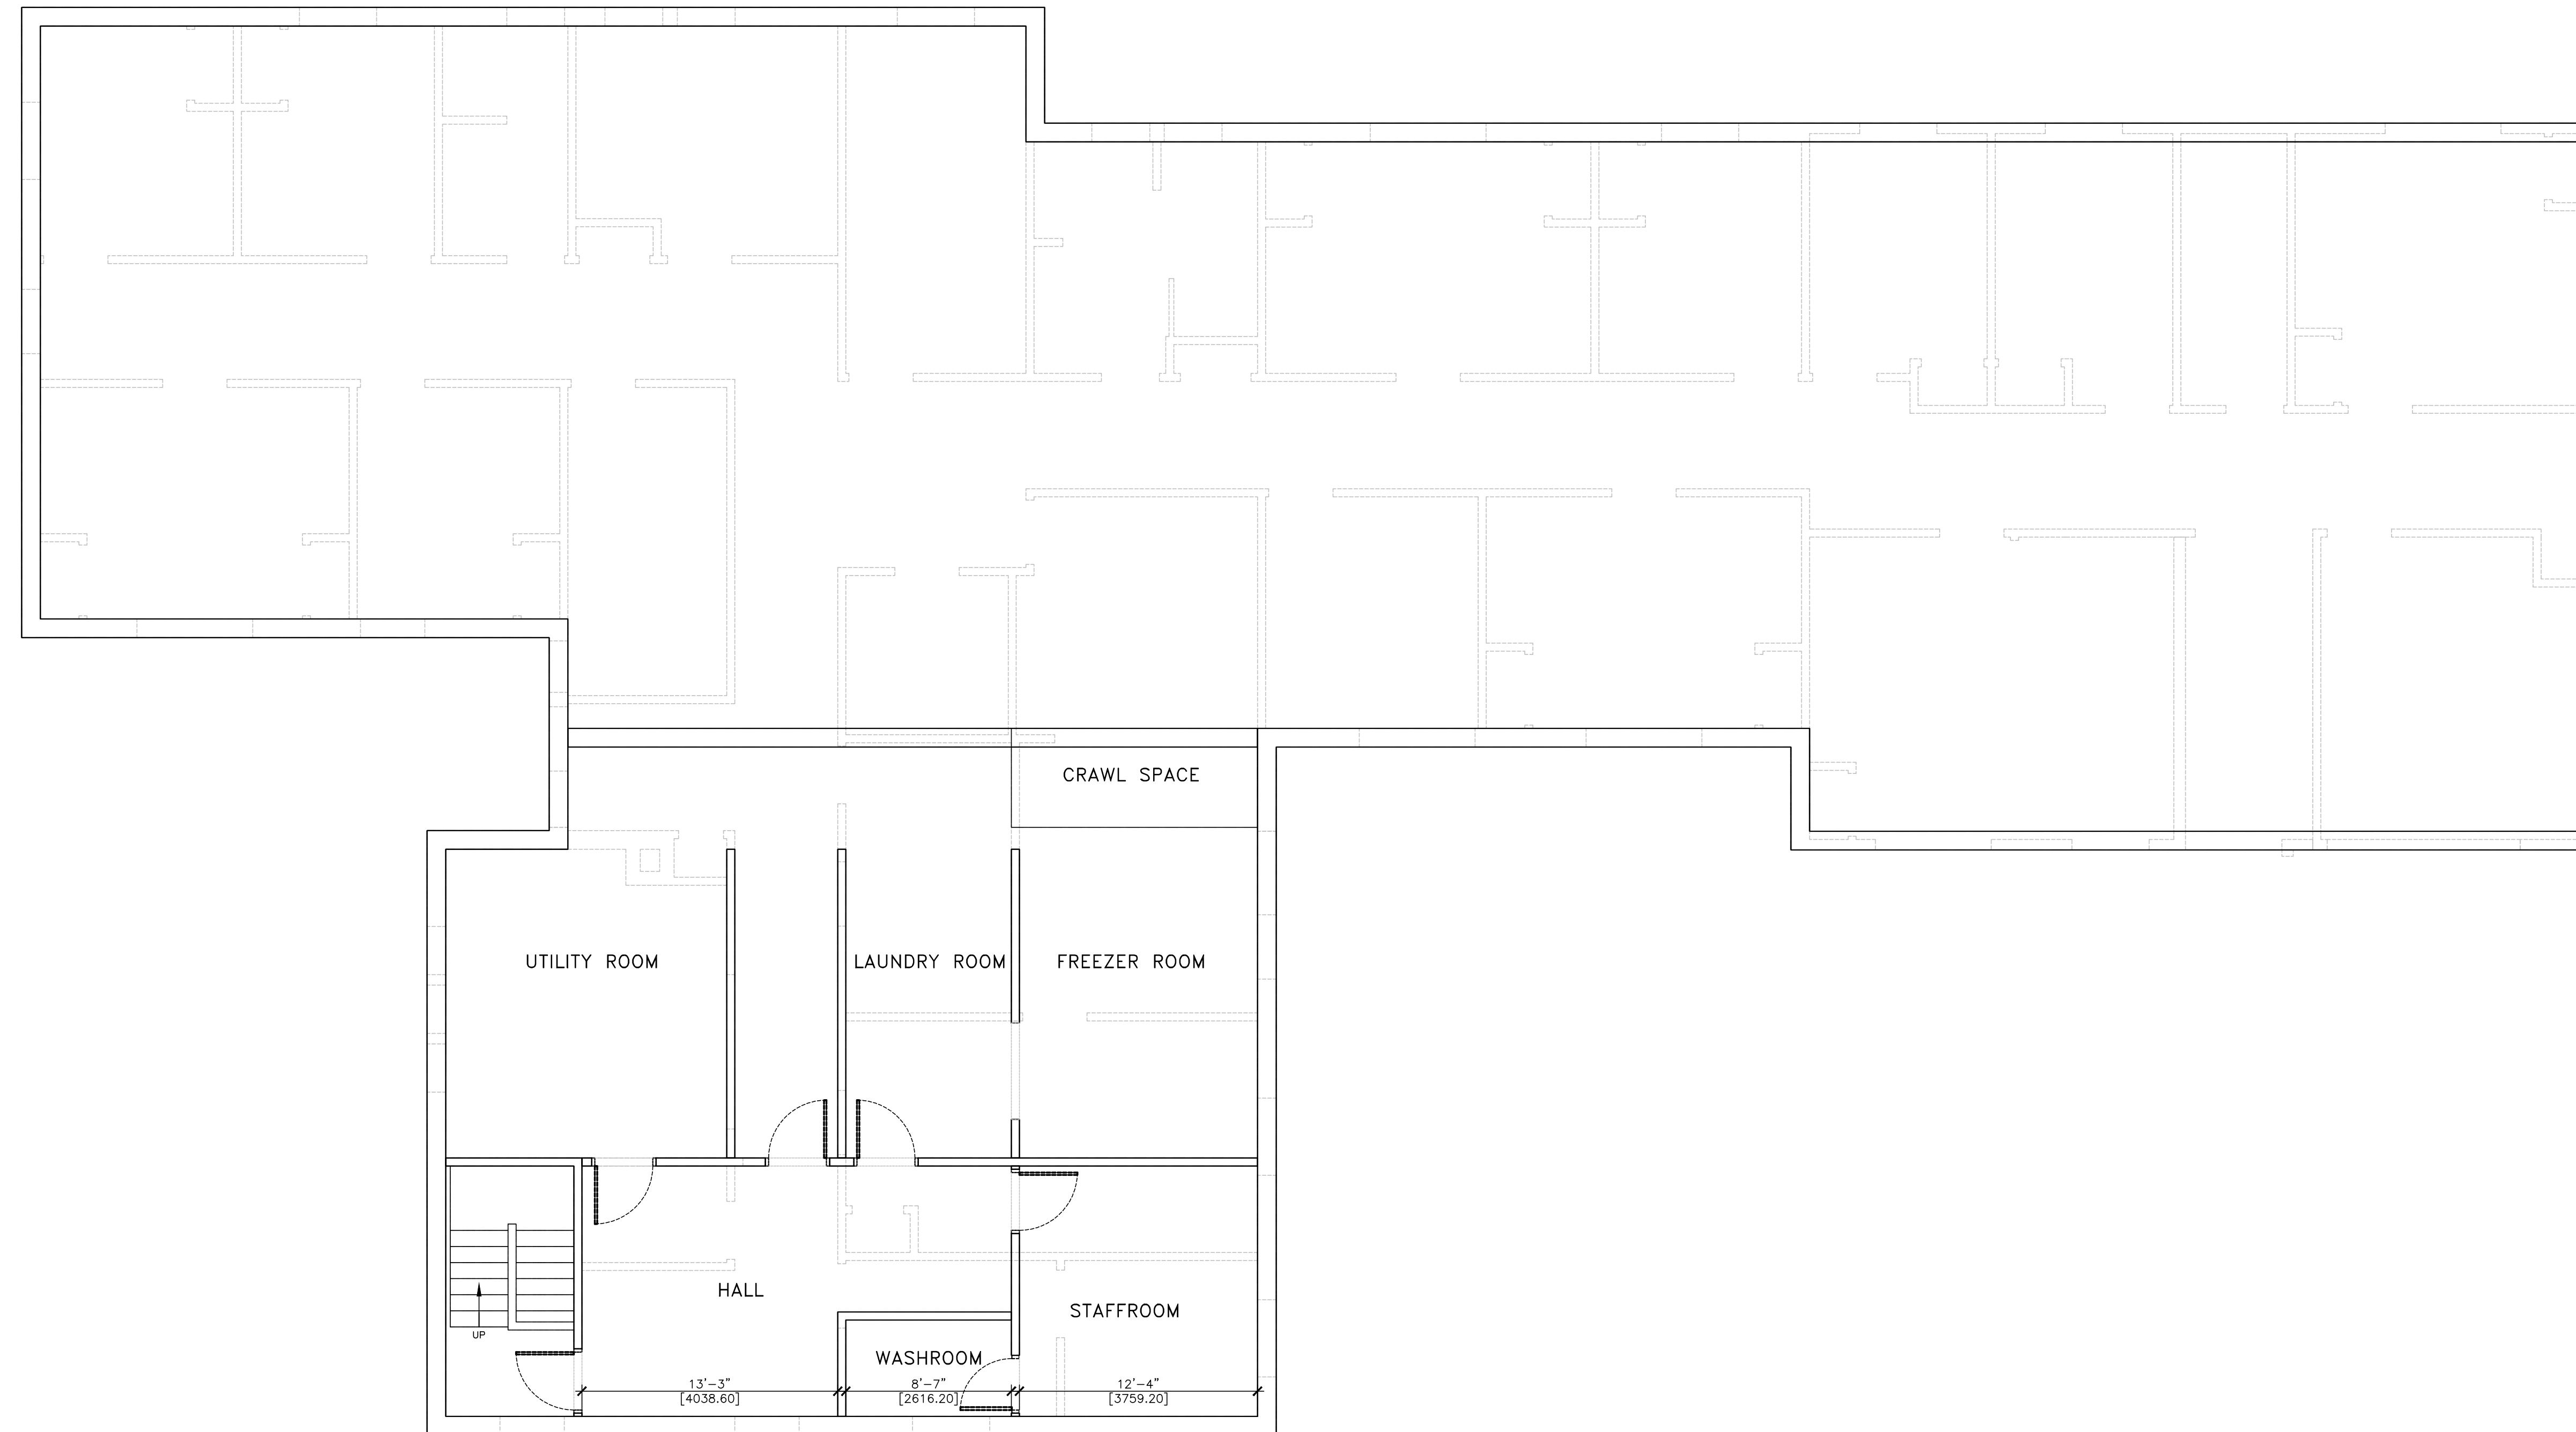 CRAWL SPACE
UTILITY ROOM
LAUNDRY ROOM
FREEZER ROOM
HALL
STAFFROOM
UP
WASHROOM
13'-3"
[4038.60]
8'-7"
[2616.20]
12'-4"
[3759.20]